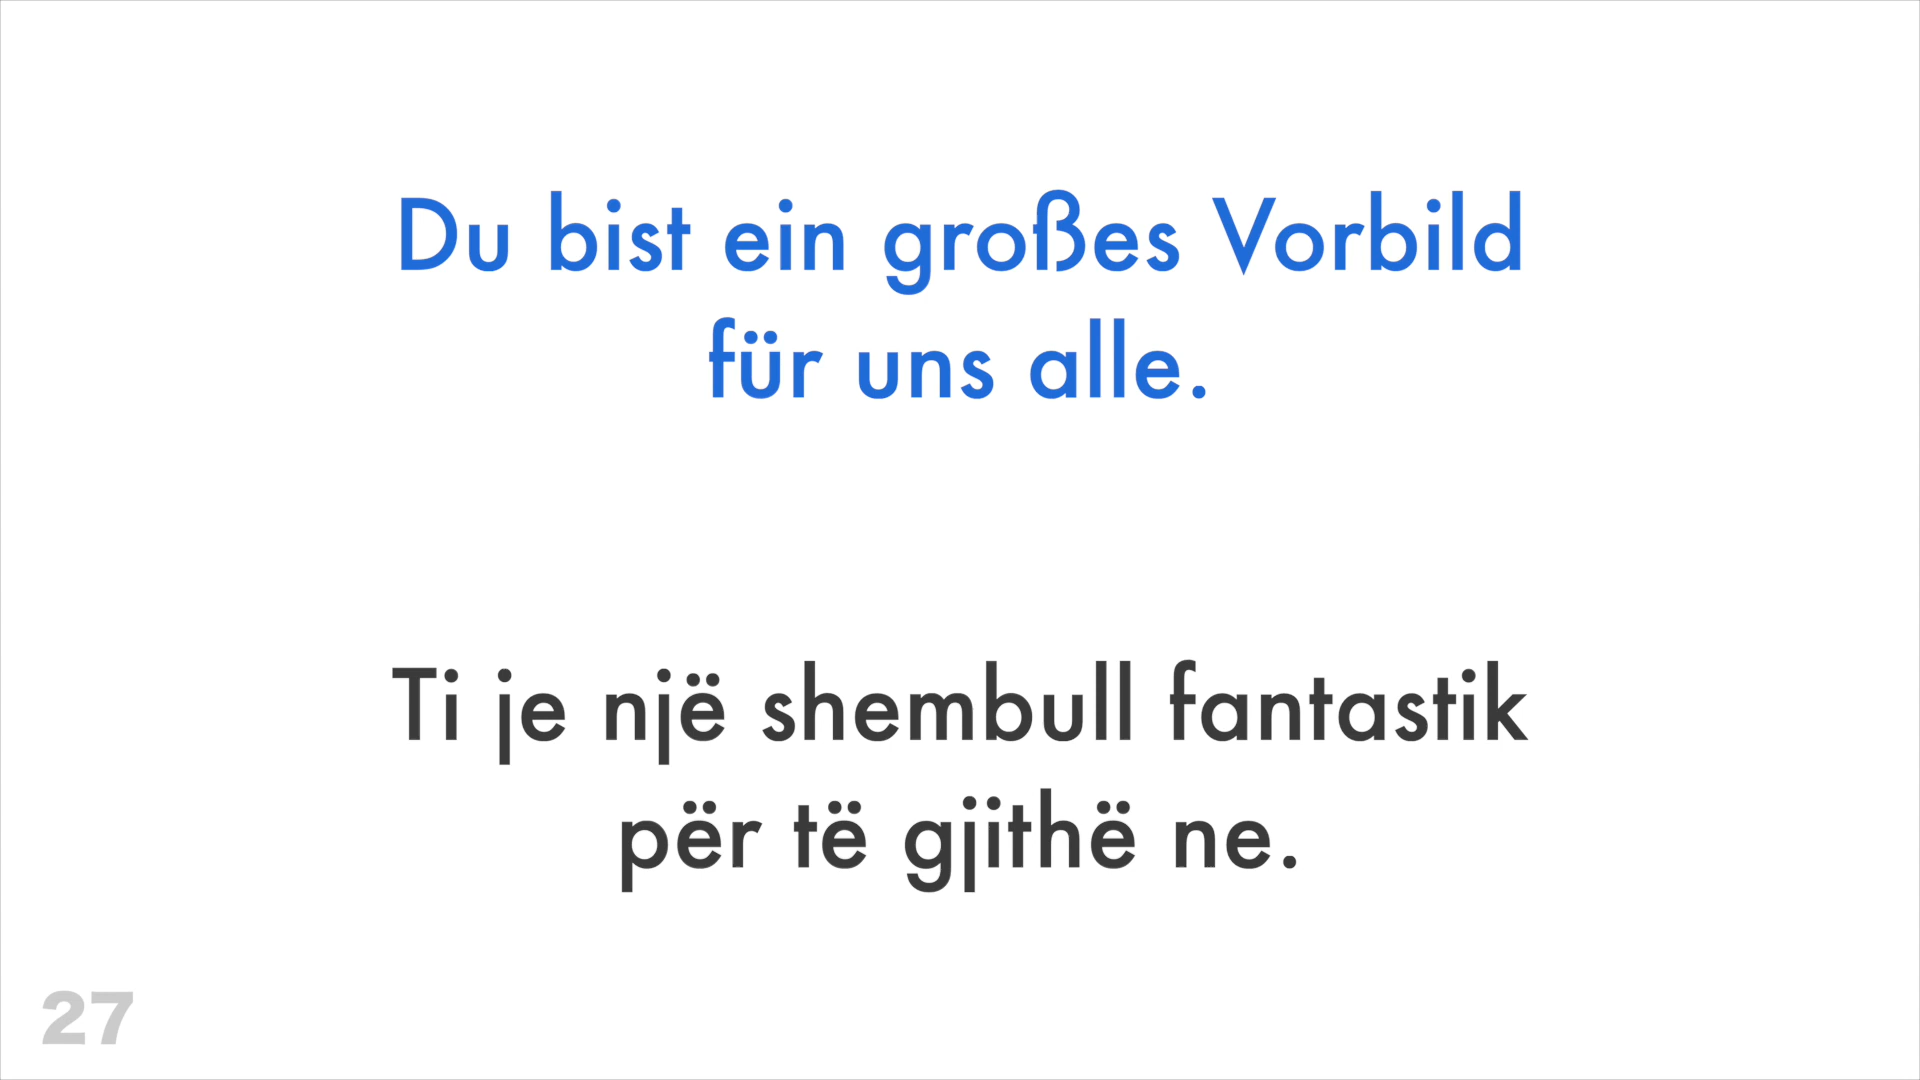 Du bist ein großes Vorbild
für uns alle.
Ti je një shembull fantastik
për të gjithë ne.
27